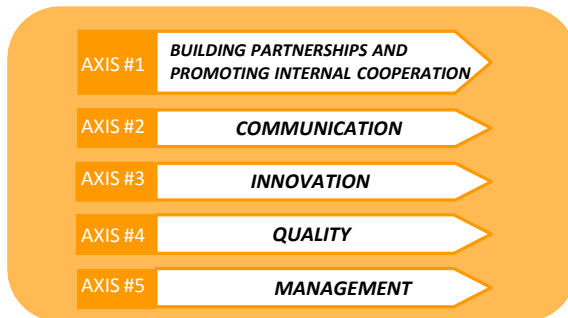 AXIS #1
BUILDING PARTNERSHIPS AND
PROMOTING INTERNAL COOPERATION
AXIS #2
COMMUNICATION
AXIS #3
INNOVATION
AXIS #4
QUALITY
AXIS #5
MANAGEMENT